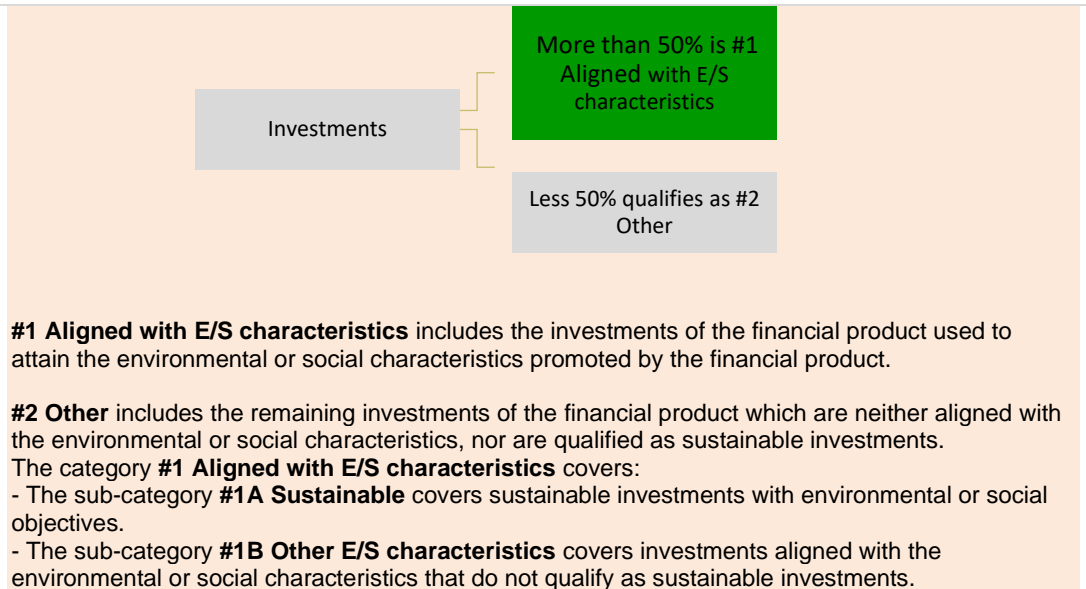 More than 50% is #1
Aligned with E/S
characteristics
Investments
Less 50% qualifies as #2
Other
#1 Aligned with E/S characteristics includes the investments of the financial product used to
attain the environmental or social characteristics promoted by the financial product.
#2 Other includes the remaining investments of the financial product which are neither aligned with
the environmental or social characteristics, nor are qualified as sustainable investments.
The category #1 Aligned with E/S characteristics covers:
- The sub-category #1A Sustainable covers sustainable investments with environmental or social
objectives.
- The sub-category #1B Other E/S characteristics covers investments aligned with the
environmental or social characteristics that do not qualify as sustainable investments.